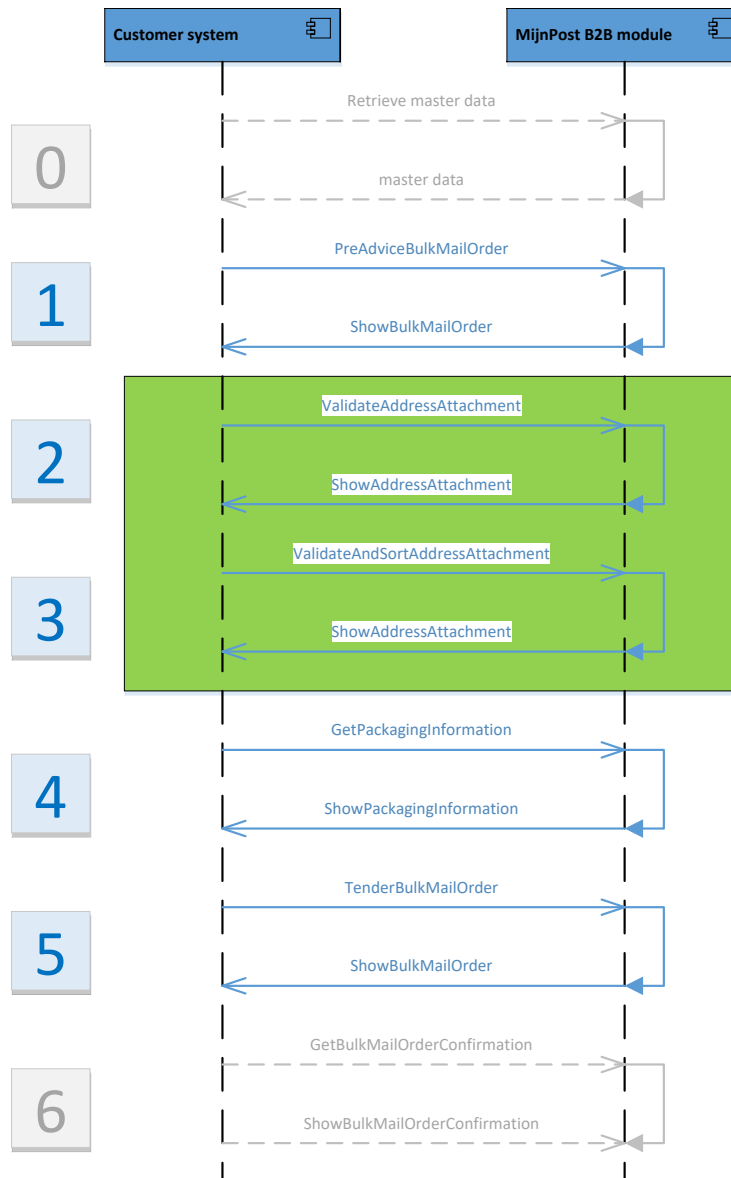 Customer system
MijnPost B2B module
Retrieve master data
0
master data
PreAdviceBulkMailOrder
1
ShowBulkMailOrder
ValidateAddressAttachment
2
ShowAddressAttachment
ValidateAndSortAddressAttachment
3
ShowAddressAttachment
GetPackagingInformation
4
ShowPackagingInformation
TenderBulkMailOrder
5
ShowBulkMailOrder
GetBulkMailOrderConfirmation
6
ShowBulkMailOrderConfirmation